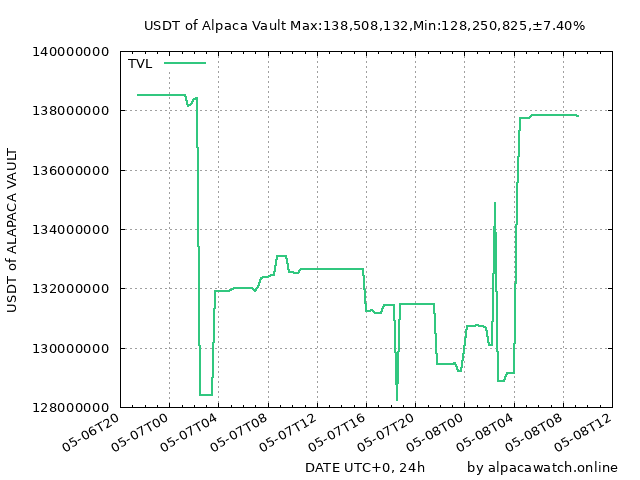 USDT of Alpaca Vault Max:138,508,132,Min:128,250,825,±7.40%
TVL
140000000
138000000
136000000
134000000
132000000
130000000
128000000
USDT of ALAPACA VAULT
05-06T20
05-07T00
05-07T04
05-07T08
05-07T12
05-07T16
05-07T20
05-08T00
05-08T04
05-08T08
05-08T12
DATE UTC+0, 24h
by alpacawatch.online